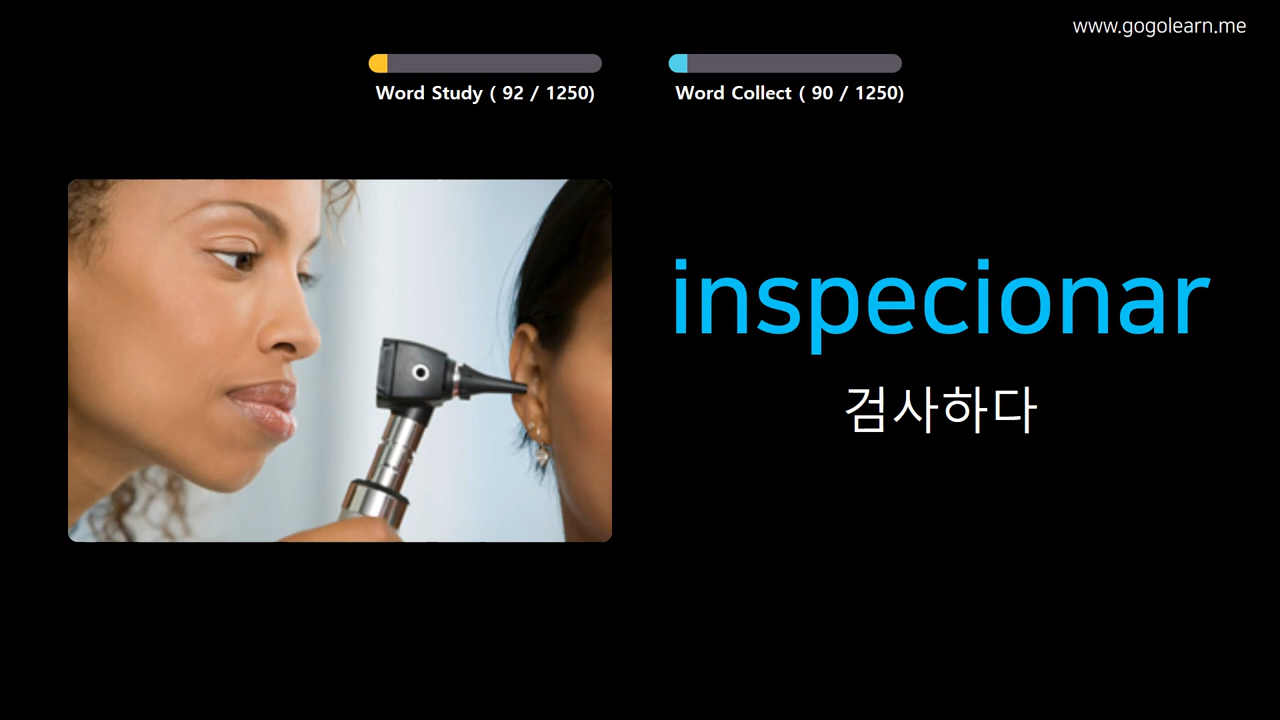 www.gogolearn.me
Word Study ( 92 / 1250)
Word Collect ( 90 / 1250)
inspecionar
검사하다